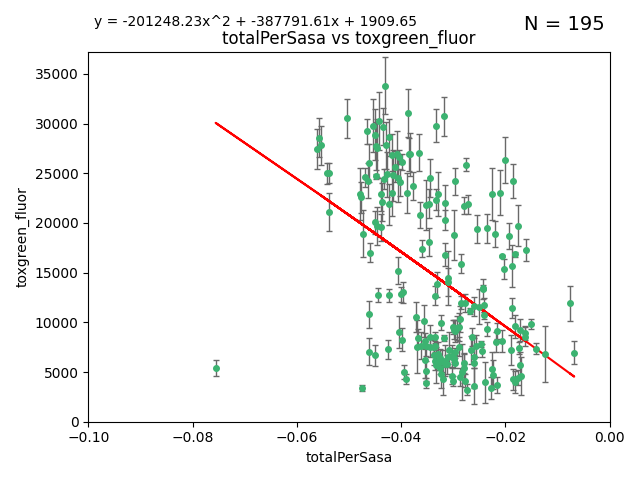 y = -201248.23x^2 + -387791.61x + 1909.65
N = 195
totalPerSasa vs toxgreen_fluor
35000
30000
25000
20000
15000
10000
5000
0
toxgreen_fluor
−0.10 −0.08 −0.06 −0.04 −0.02 0.00
totalPerSasa